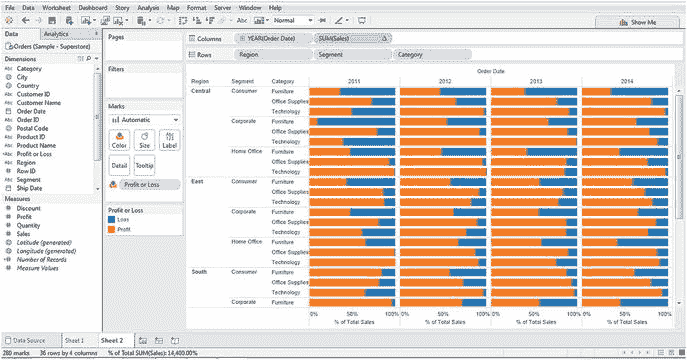 File Data Worksheet Dashboard Story Analysis Map Format Server Window Help
Normal
Show Me
Data Analytics
Orders (Sample - Superstore)
Dimensions
Abc Category
City
Country
Abc Customer ID
Abc Customer Name
Order Date
Abc Order ID
Postal Code
Abc Product ID
Abc Product Name
Abc Profit or Loss
Abc Region
Row ID
Abc Segment
Ship Date
Measures
Discount
Profit
Quantity
Sales
Latitude (generated)
Longitude (generated)
Number of Records
Measure Values
Pages
Filters
Marks
Automatic
Color Size Label
Detail Tooltip
Profit or Loss
Profit or Loss
Loss
Profit
Columns YEAR(Order Date) SUM(Sales)
Rows Region Segment Category
Order Date
Region Segment Category 2011 2012 2013 2014
Central Consumer Furniture
Office Supplies
Technology
Corporate Furniture
Office Supplies
Technology
Home Office Furniture
Office Supplies
Technology
East Consumer Furniture
Office Supplies
Technology
Corporate Furniture
Office Supplies
Technology
Home Office Furniture
Office Supplies
Technology
South Consumer Furniture
Office Supplies
Technology
Corporate Furniture
0% 50% 100% 0% 50% 100% 0% 50% 100% 0% 50% 100%
% of Total Sales % of Total Sales % of Total Sales % of Total Sales
Data Source Sheet 1 Sheet 2
280 marks 36 rows by 4 columns % of Total SUM(Sales): 14,400.00%